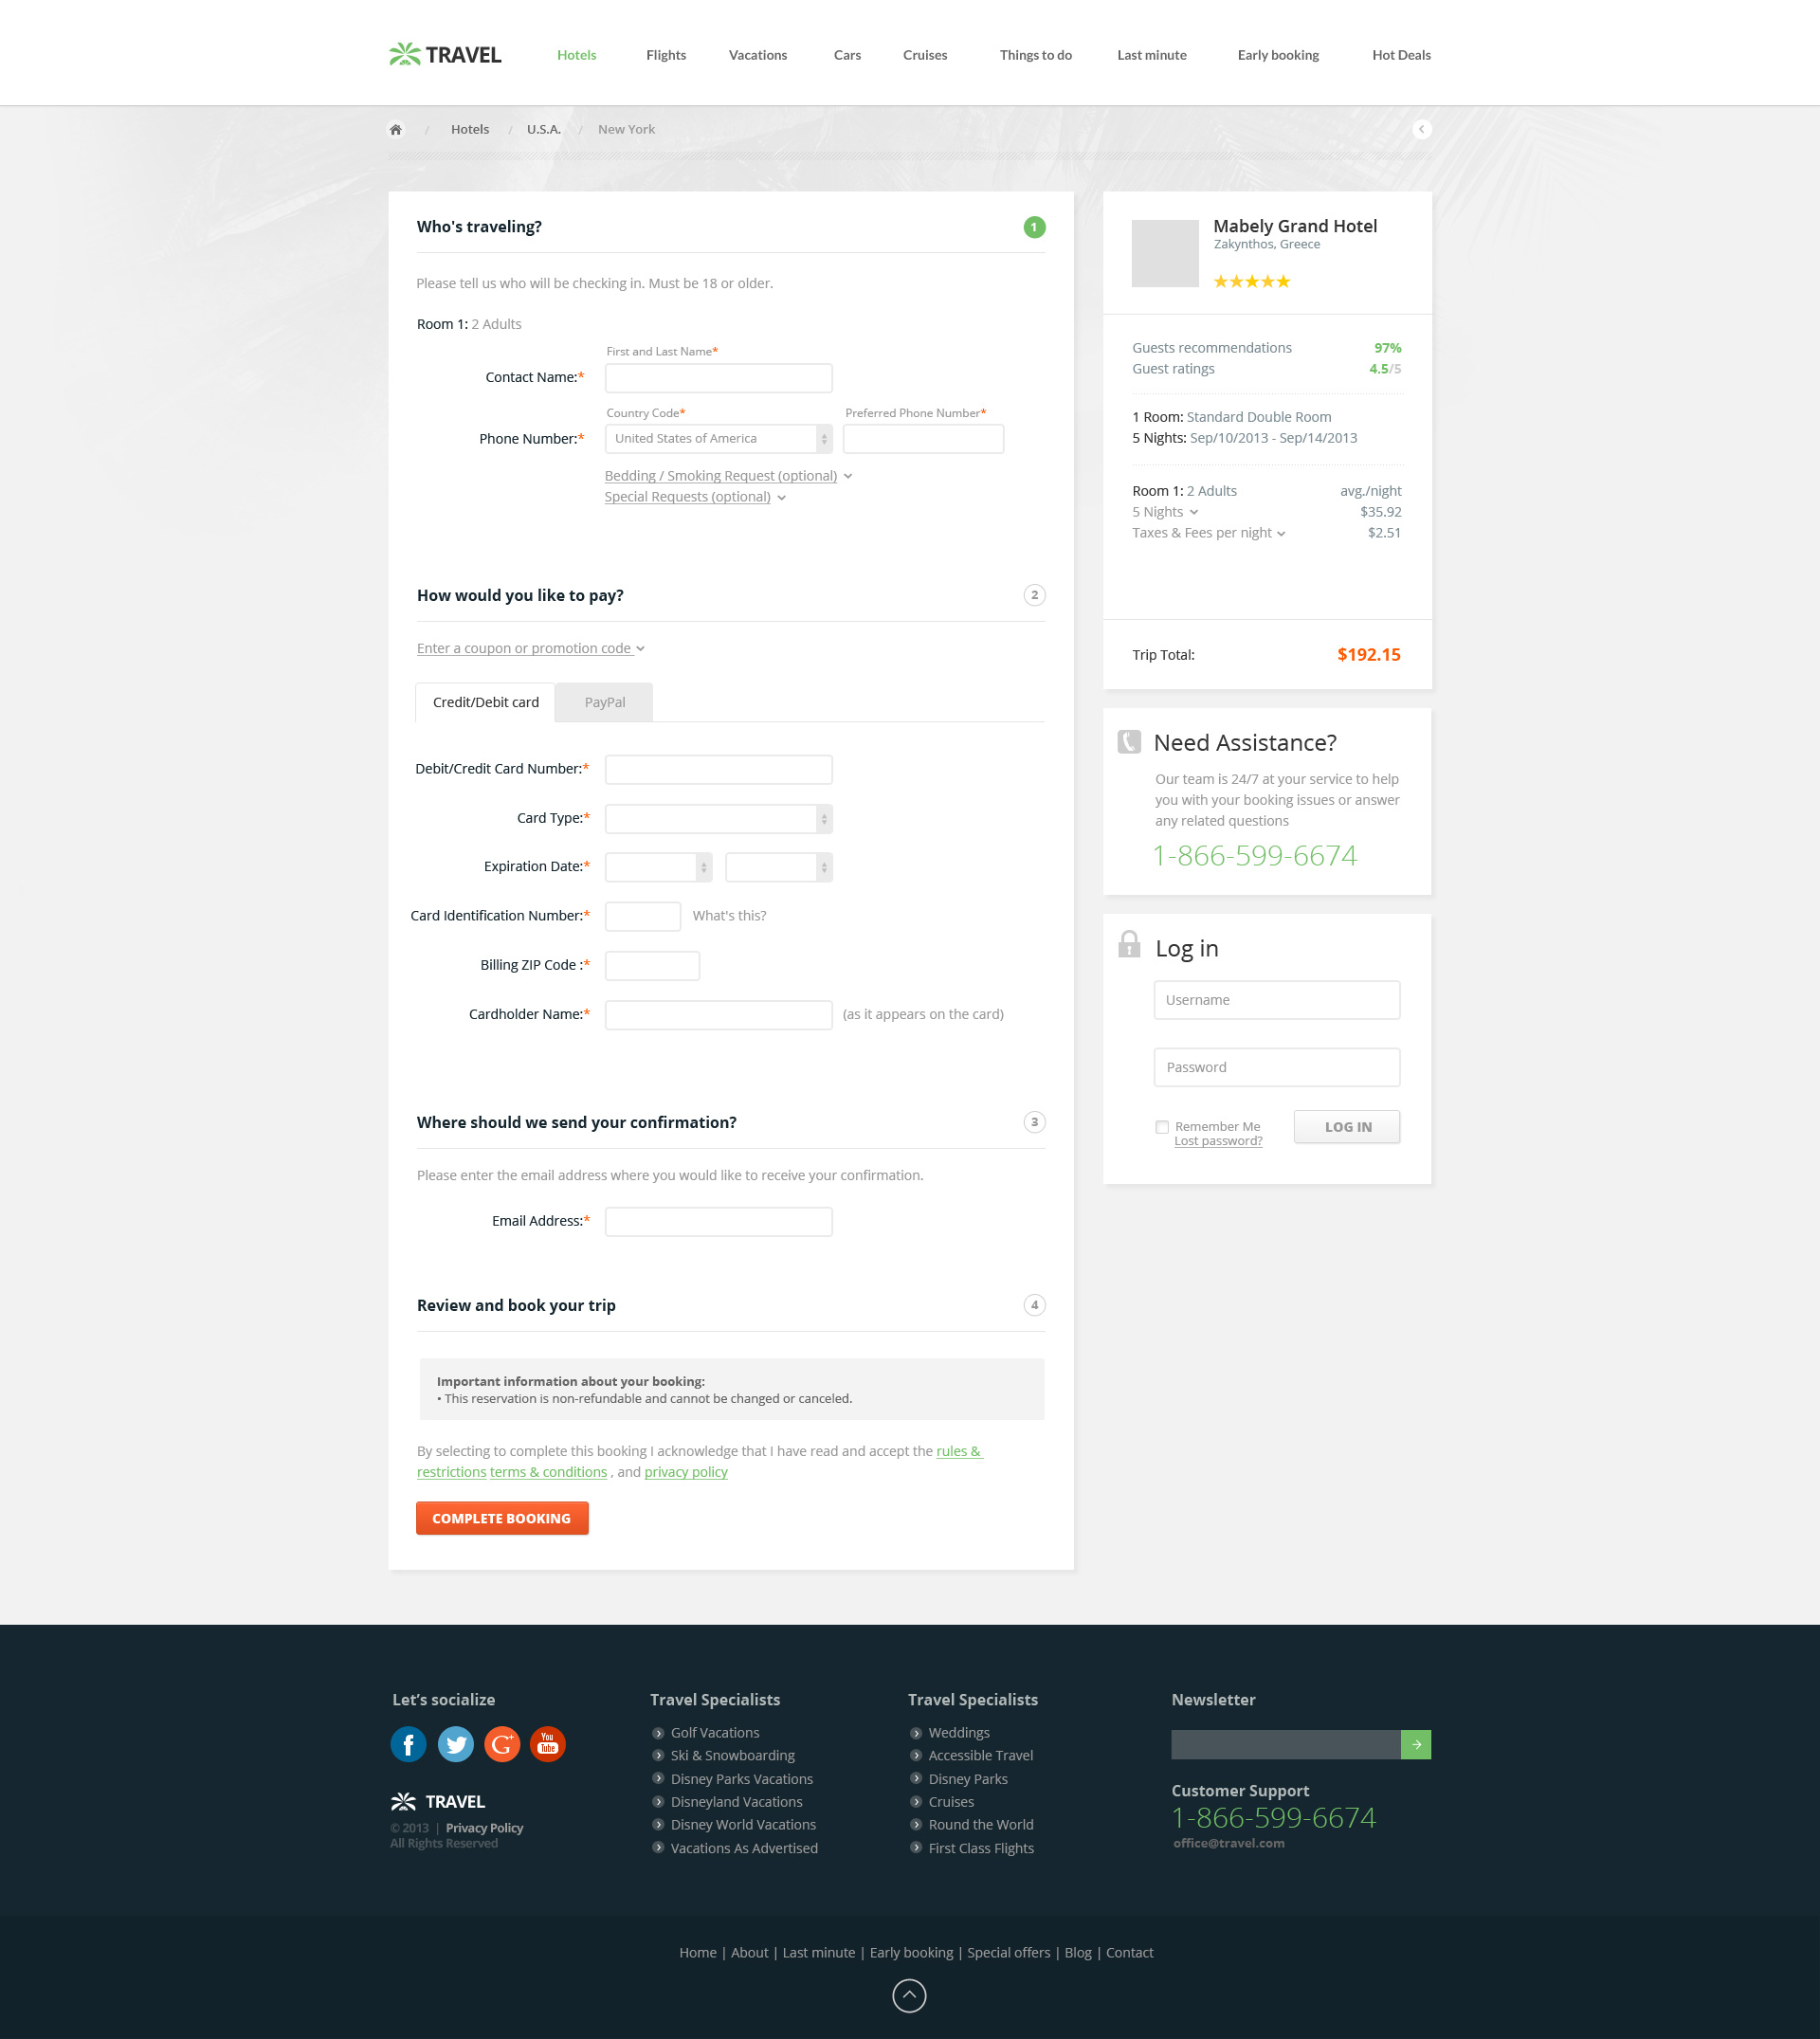 TRAVEL
Hotels Flights Vacations Cars Cruises Things to do Last minute Early booking Hot Deals
/ Hotels / U.S.A. / New York
Who's traveling? 1
Please tell us who will be checking in. Must be 18 or older.
Room 1: 2 Adults
First and Last Name*
Contact Name:*
Country Code* Preferred Phone Number*
Phone Number:* United States of America
Bedding / Smoking Request (optional)
Special Requests (optional)
How would you like to pay? 2
Enter a coupon or promotion code
Credit/Debit card PayPal
Debit/Credit Card Number:*
Card Type:*
Expiration Date:*
Card Identification Number:* What's this?
Billing ZIP Code :*
Cardholder Name:* (as it appears on the card)
Where should we send your confirmation? 3
Please enter the email address where you would like to receive your confirmation.
Email Address:*
Review and book your trip 4
Important information about your booking:
• This reservation is non-refundable and cannot be changed or canceled.
By selecting to complete this booking I acknowledge that I have read and accept the rules &
restrictions terms & conditions , and privacy policy
COMPLETE BOOKING
Mabely Grand Hotel
Zakynthos, Greece
Guests recommendations 97%
Guest ratings 4.5/5
1 Room: Standard Double Room
5 Nights: Sep/10/2013 - Sep/14/2013
Room 1: 2 Adults avg./night
5 Nights $35.92
Taxes & Fees per night $2.51
Trip Total: $192.15
Need Assistance?
Our team is 24/7 at your service to help
you with your booking issues or answer
any related questions
1-866-599-6674
Log in
Username
Password
Remember Me
Lost password?
LOG IN
Let's socialize
You
Tube
TRAVEL
© 2013 | Privacy Policy
All Rights Reserved
Travel Specialists
Golf Vacations
Ski & Snowboarding
Disney Parks Vacations
Disneyland Vacations
Disney World Vacations
Vacations As Advertised
Travel Specialists
Weddings
Accessible Travel
Disney Parks
Cruises
Round the World
First Class Flights
Newsletter
Customer Support
1-866-599-6674
office@travel.com
Home | About | Last minute | Early booking | Special offers | Blog | Contact